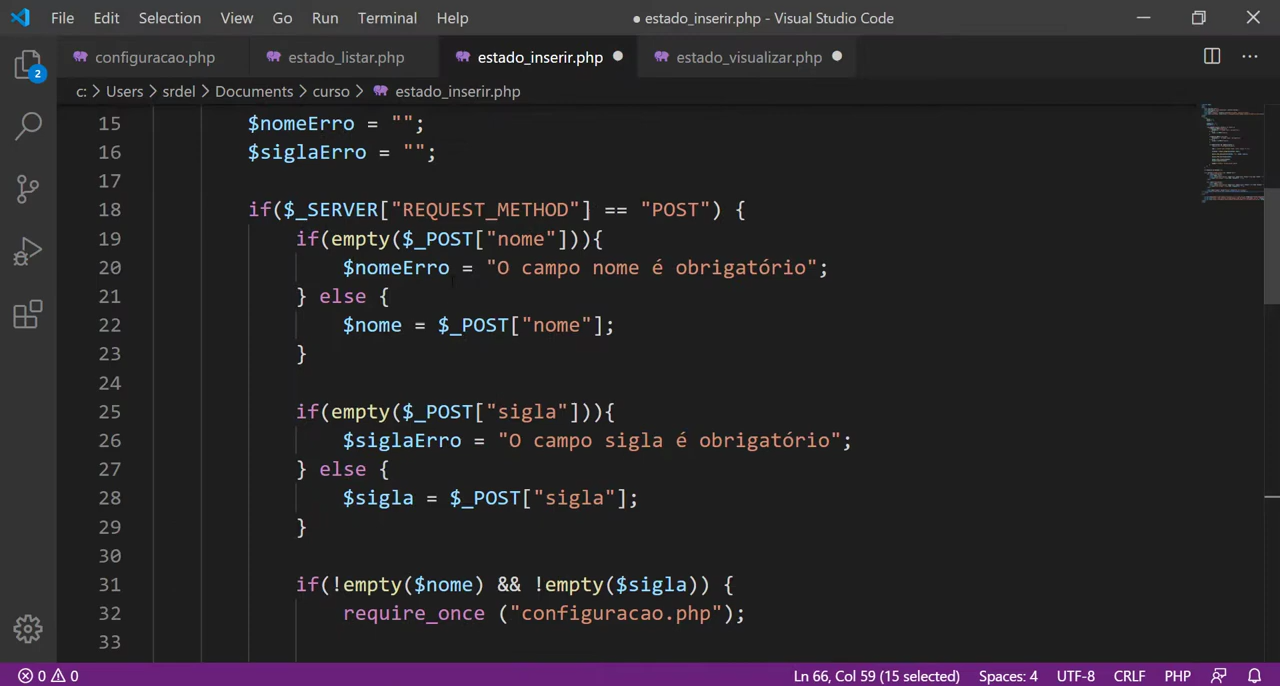 File Edit Selection View Go Run Terminal Help ● estado_inserir.php - Visual Studio Code
configuracao.php estado_listar.php estado_inserir.php ● estado_visualizar.php ●
c: > Users > srdel > Documents > curso > estado_inserir.php
2
15 $nomeErro = "";
16 $siglaErro = "";
17
18 if($_SERVER["REQUEST_METHOD"] == "POST") {
19 if(empty($_POST["nome"])){
20 $nomeErro = "O campo nome é obrigatório";
21 } else {
22 $nome = $_POST["nome"];
23 }
24
25 if(empty($_POST["sigla"])){
26 $siglaErro = "O campo sigla é obrigatório";
27 } else {
28 $sigla = $_POST["sigla"];
29 }
30
31 if(!empty($nome) && !empty($sigla)) {
32 require_once ("configuracao.php");
33
0 0 Ln 66, Col 59 (15 selected) Spaces: 4 UTF-8 CRLF PHP